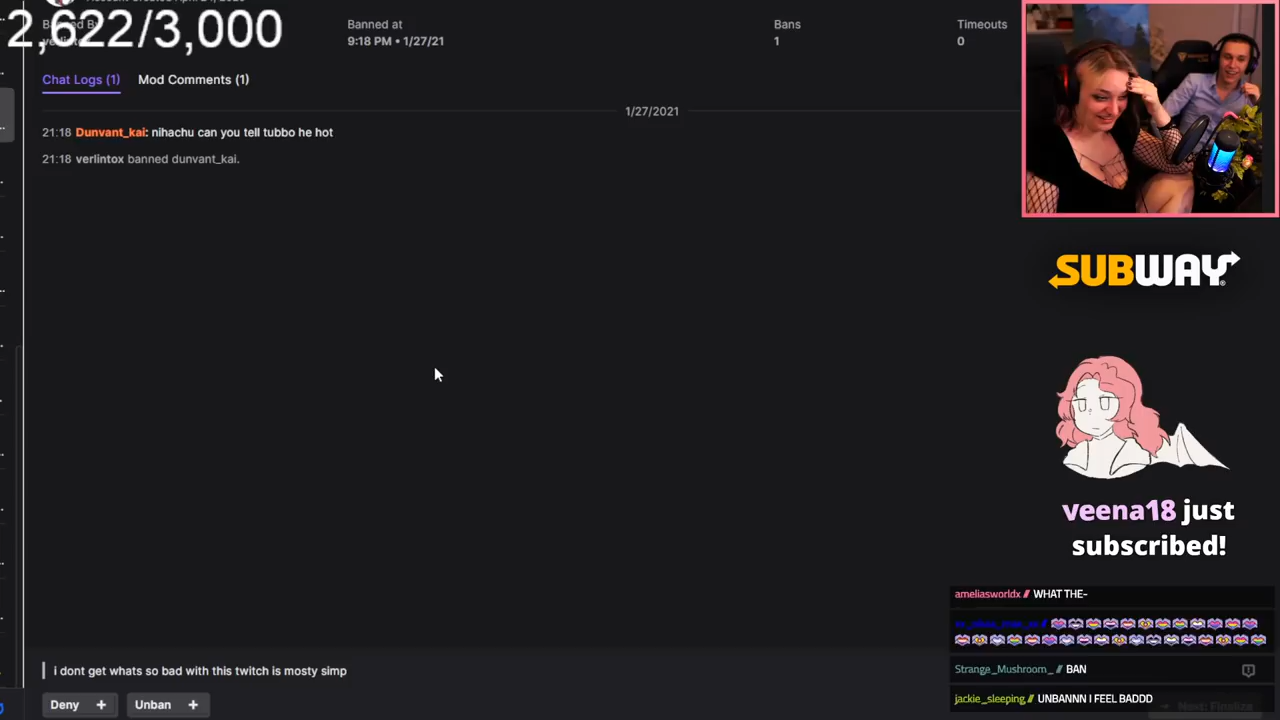 2,622/3,000
Banned at
Bans
Timeouts
9:18 PM • 1/27/21
1
0
Chat Logs (1)
Mod Comments (1)
1/27/2021
21:18 Dunvant_kai: nihachu can you tell tubbo he hot
21:18 verlintox banned dunvant_kai.
SUBWAY
veena18 just
subscribed!
ameliasworldx // WHAT THE-
Strange_Mushroom_ // BAN
jackie_sleeping // UNBANNN I FEEL BADDD
i dont get whats so bad with this twitch is mosty simp
Deny +
Unban +
Next: Finalize